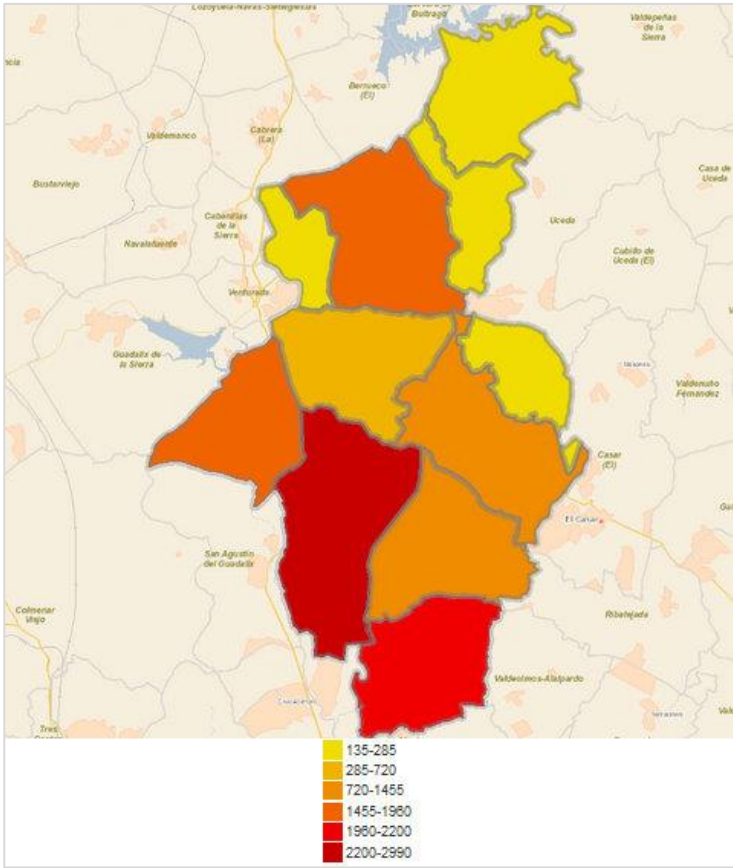 Lozoyuela-Navas-Sieteiglesias
Buitrago
Valdepeñas
de la
Sierra
Berrueco
(El)
Valdemanco
Cabrera
(La)
Casa de
Uceda
Bustarviejo
Cabanillas
de la
Sierra
Uceda
Navalafuente
Cubillo de
Uceda (El)
Venturada
Guadalix de
la Sierra
Valdenuño
Fernandez
Casar
(El)
El Casar
San Agustin
del Guadalix
Colmenar
Viejo
Ribatejada
Valdeolmos-Alalpardo
Tres
135-285
285-720
720-1455
1455-1960
1960-2200
2200-2990